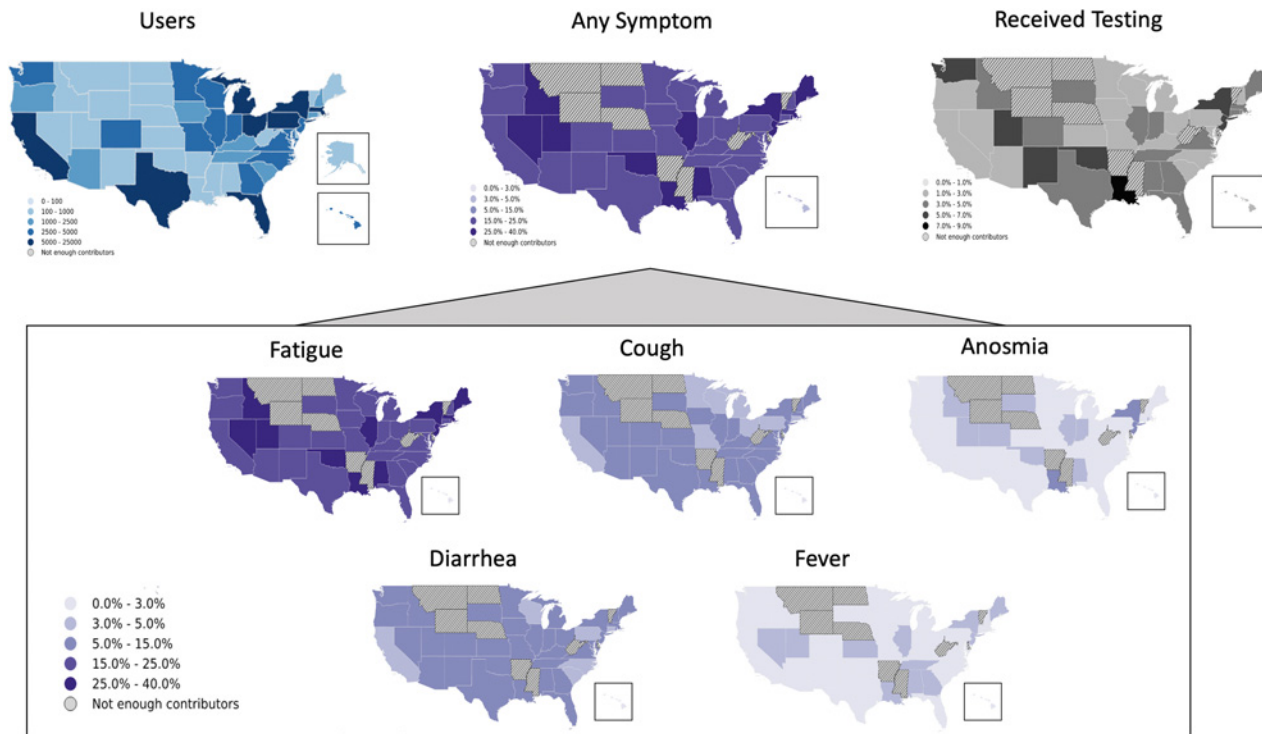 Users
Any Symptom
Received Testing
0 - 100
100 - 1000
1000 - 2500
2500 - 5000
5000 - 25000
Not enough contributors
0.0% - 3.0%
3.0% - 5.0%
5.0% - 15.0%
15.0% - 25.0%
25.0% - 40.0%
Not enough contributors
0.0% - 1.0%
1.0% - 3.0%
3.0% - 5.0%
5.0% - 7.0%
7.0% - 9.0%
Not enough contributors
Fatigue
Cough
Anosmia
Diarrhea
Fever
0.0% - 3.0%
3.0% - 5.0%
5.0% - 15.0%
15.0% - 25.0%
25.0% - 40.0%
Not enough contributors